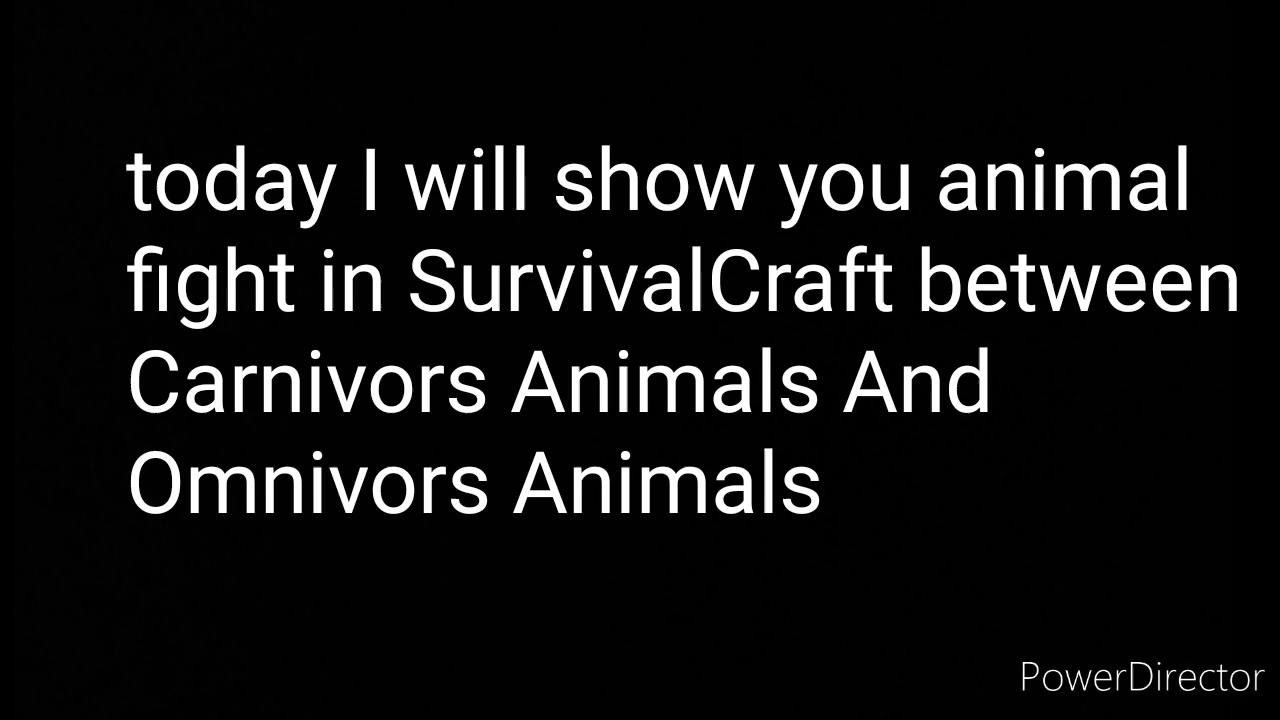 today I will show you animal
fight in SurvivalCraft between
Carnivors Animals And
Omnivors Animals
PowerDirector